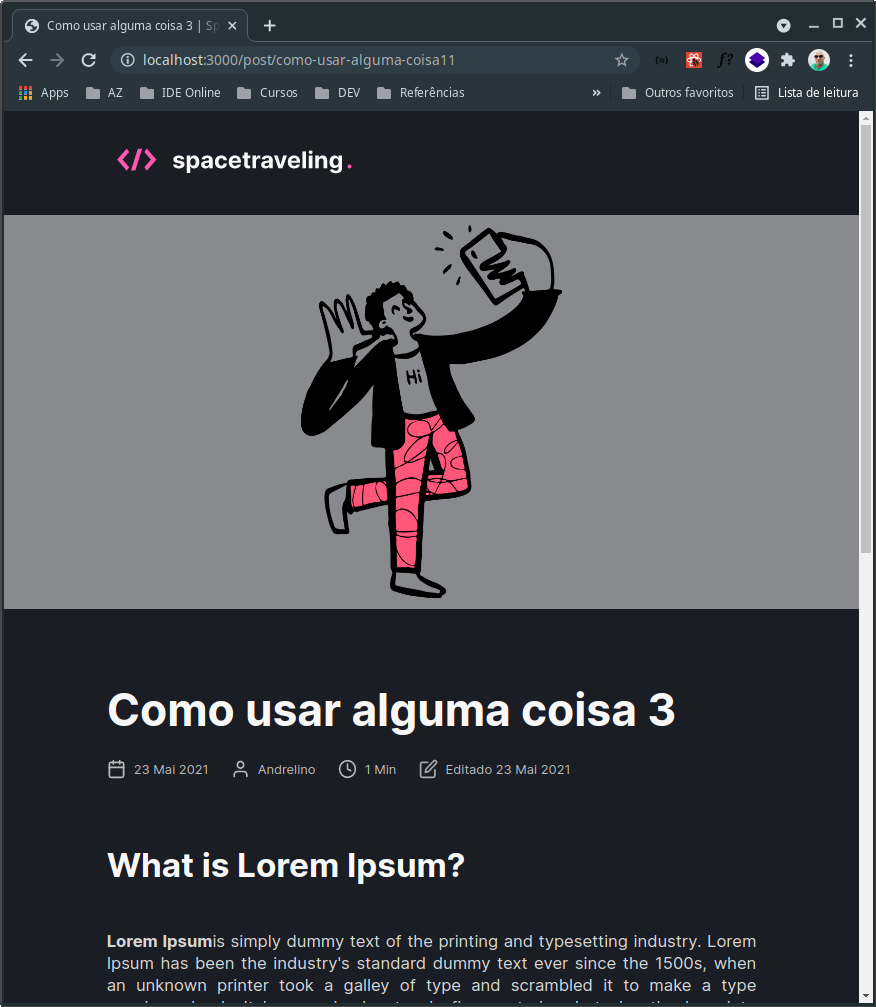 Como usar alguma coisa 3 | Sp
localhost:3000/post/como-usar-alguma-coisa11
{≡} f?
Apps AZ IDE Online Cursos DEV Referências » Outros favoritos Lista de leitura
</> spacetraveling.
Hi
Como usar alguma coisa 3
23 Mai 2021 Andrelino 1 Min Editado 23 Mai 2021
What is Lorem Ipsum?
Lorem Ipsumis simply dummy text of the printing and typesetting industry. Lorem
Ipsum has been the industry's standard dummy text ever since the 1500s, when
an unknown printer took a galley of type and scrambled it to make a type